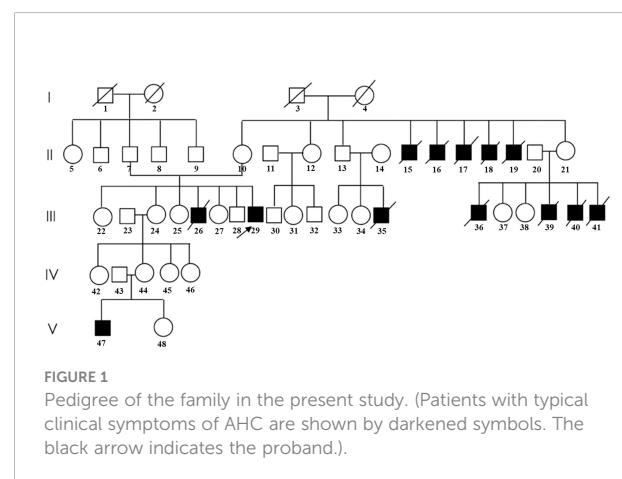 I
1 2 3 4
II
5 6 7 8 9 10 11 12 13 14 15 16 17 18 19 20 21
III
22 23 24 25 26 27 28 29 30 31 32 33 34 35 36 37 38 39 40 41
IV
42 43 44 45 46
V
47 48
FIGURE 1
Pedigree of the family in the present study. (Patients with typical
clinical symptoms of AHC are shown by darkened symbols. The
black arrow indicates the proband.).